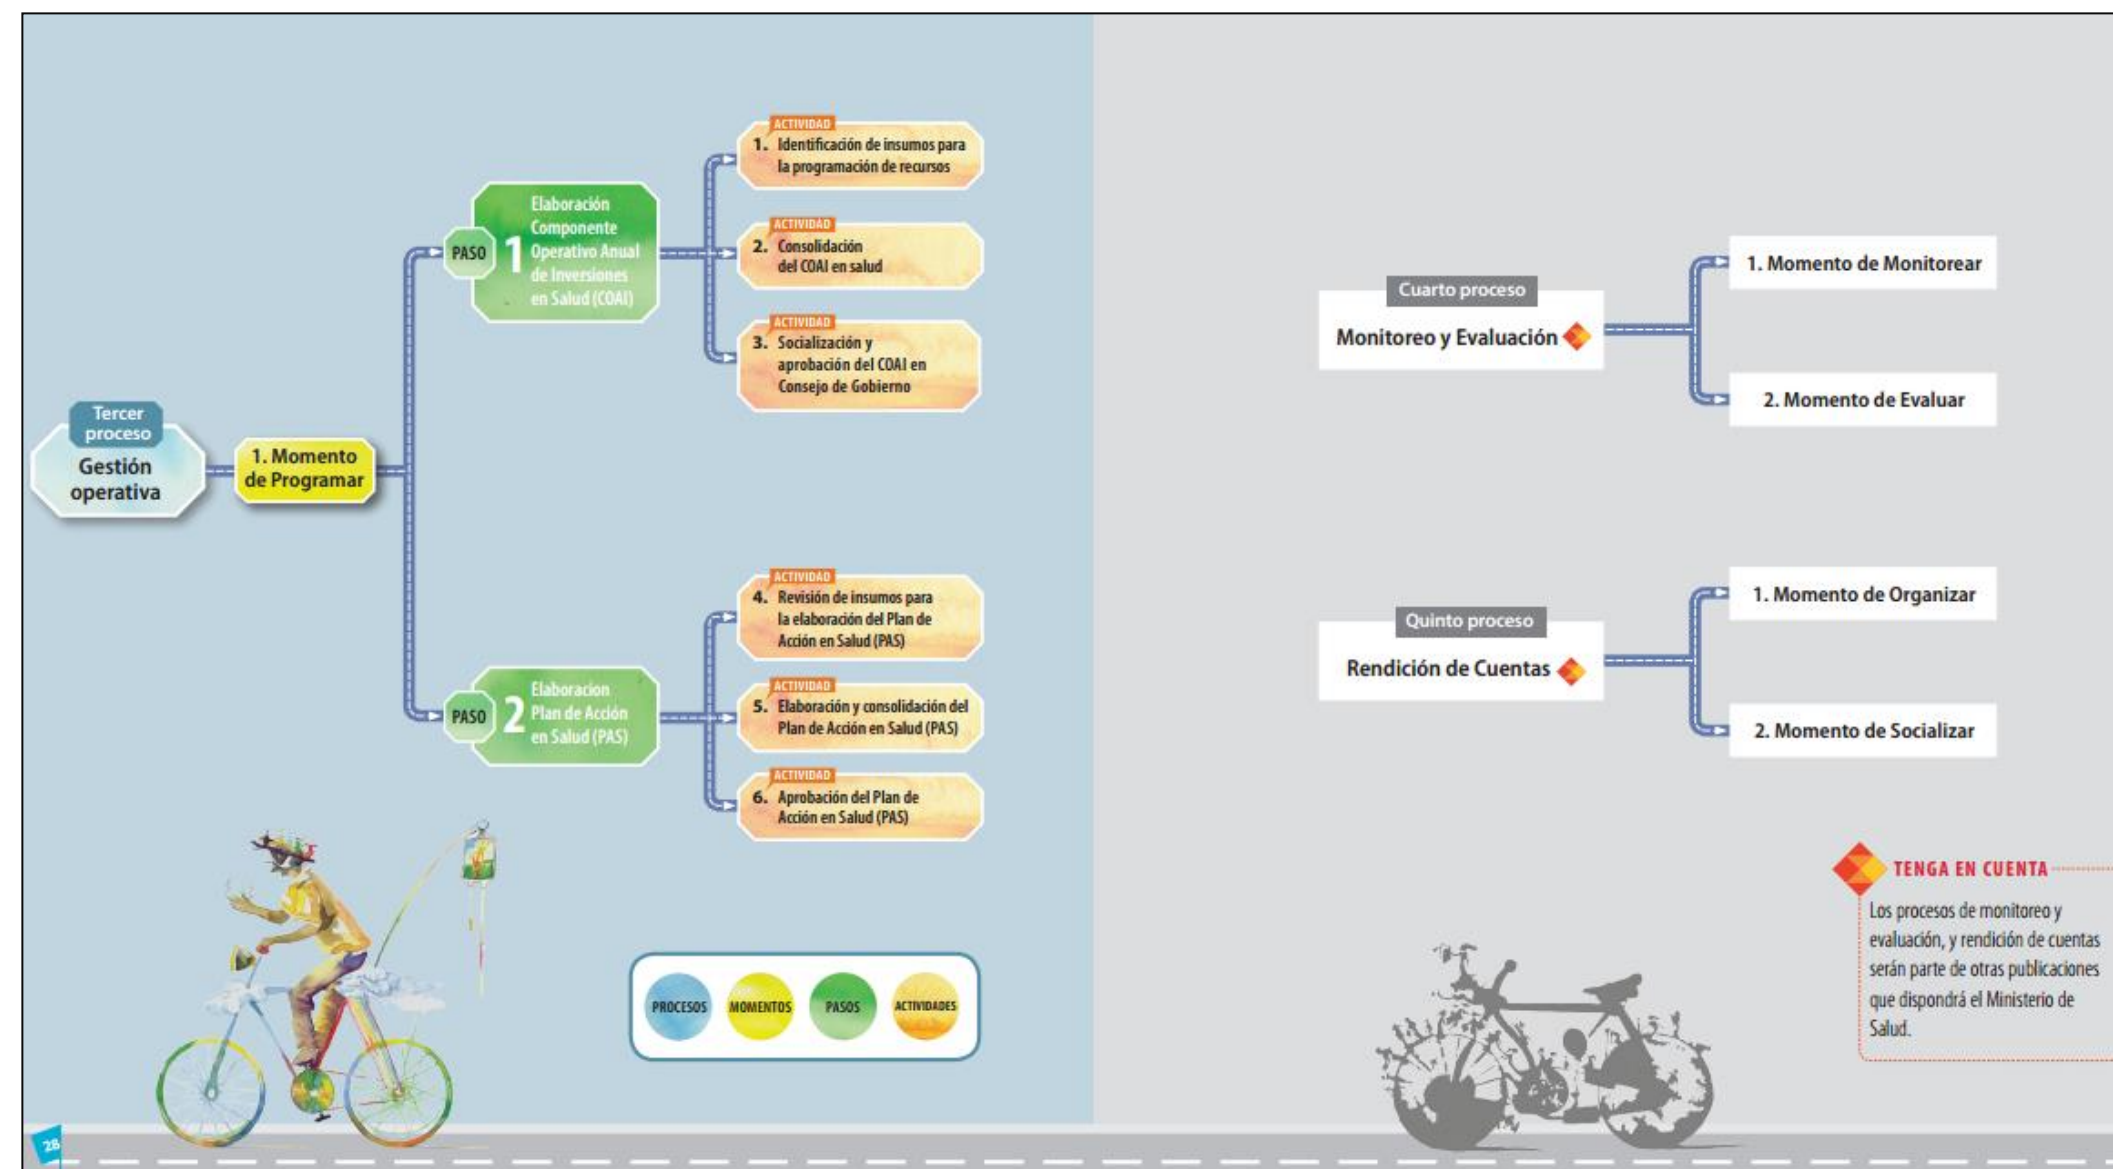 Tercer
proceso
Gestión
operativa
1. Momento
de Programar
PASO
1
Elaboración
Componente
Operativo Anual
de Inversiones
en Salud (COAI)
ACTIVIDAD
1. Identificación de insumos para
la programación de recursos
ACTIVIDAD
2. Consolidación
del COAI en salud
ACTIVIDAD
3. Socialización y
aprobación del COAI en
Consejo de Gobierno
PASO
2
Elaboracion
Plan de Acción
en Salud (PAS)
ACTIVIDAD
4. Revisión de insumos para
la elaboración del Plan de
Acción en Salud (PAS)
ACTIVIDAD
5. Elaboración y consolidación del
Plan de Acción en Salud (PAS)
ACTIVIDAD
6. Aprobación del Plan de
Acción en Salud (PAS)
PROCESOS
MOMENTOS
PASOS
ACTIVIDADES
28
Cuarto proceso
Monitoreo y Evaluación
1. Momento de Monitorear
2. Momento de Evaluar
Quinto proceso
Rendición de Cuentas
1. Momento de Organizar
2. Momento de Socializar
TENGA EN CUENTA
Los procesos de monitoreo y
evaluación, y rendición de cuentas
serán parte de otras publicaciones
que dispondrá el Ministerio de
Salud.